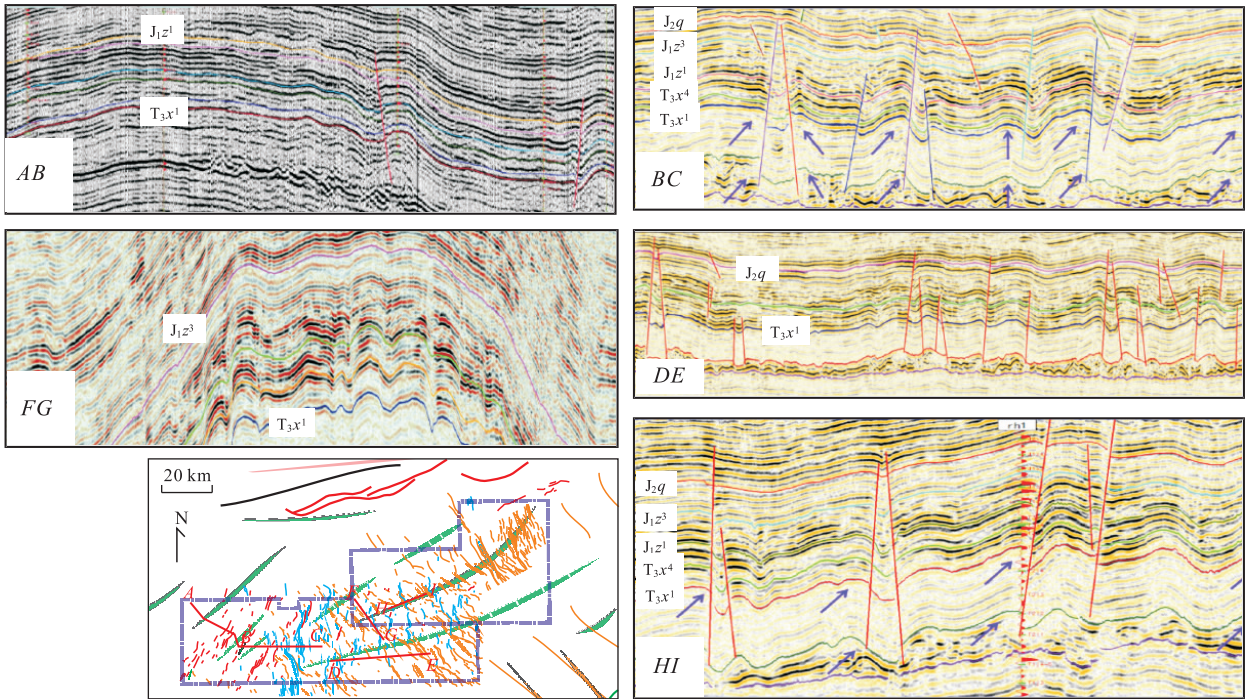 J₁z¹
T₃x¹
AB
J₂q
J₁z³
J₁z¹
T₃x⁴
T₃x¹
BC
J₁z³
T₃x¹
FG
J₂q
T₃x¹
DE
20 km
N
A
B
G
C
D
E
ch1
J₂q
J₁z³
J₁z¹
T₃x⁴
T₃x¹
HI